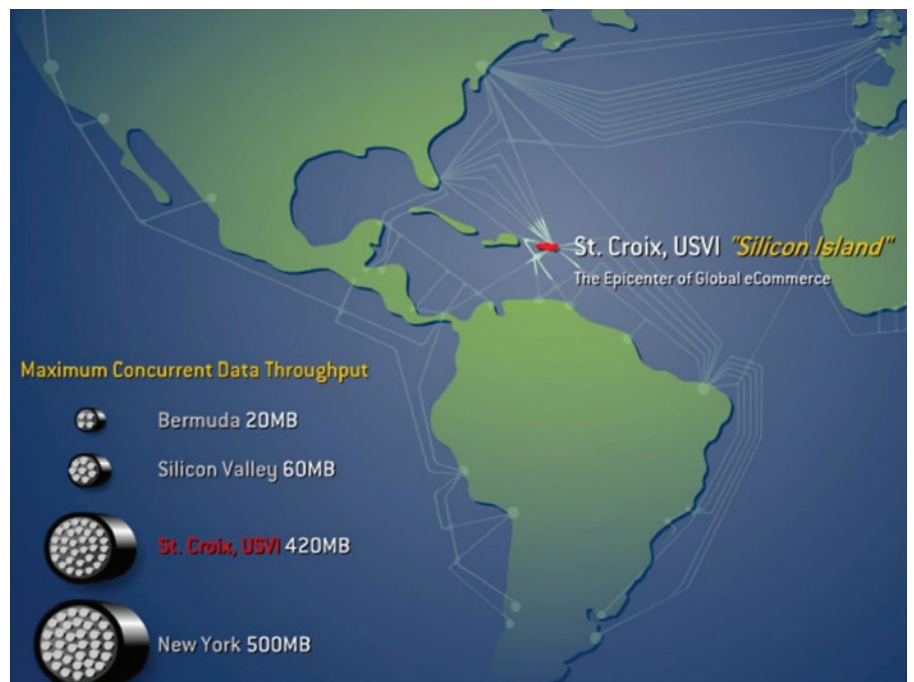 St. Croix, USVI "Silicon Island"
The Epicenter of Global eCommerce
Maximum Concurrent Data Throughput
Bermuda 20MB
Silicon Valley 60MB
St. Croix, USVI 420MB
New York 500MB